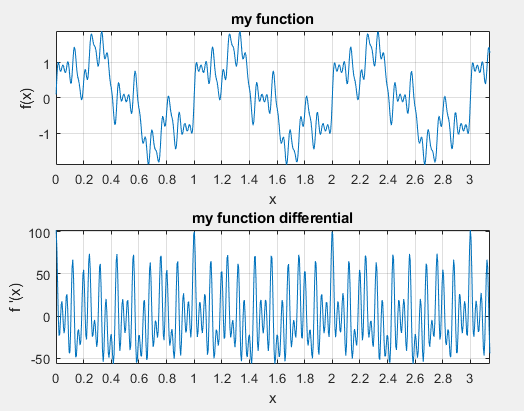 my function
f(x)
1
0
-1
0 0.2 0.4 0.6 0.8 1 1.2 1.4 1.6 1.8 2 2.2 2.4 2.6 2.8 3
x
my function differential
f '(x)
100
50
0
-50
0 0.2 0.4 0.6 0.8 1 1.2 1.4 1.6 1.8 2 2.2 2.4 2.6 2.8 3
x